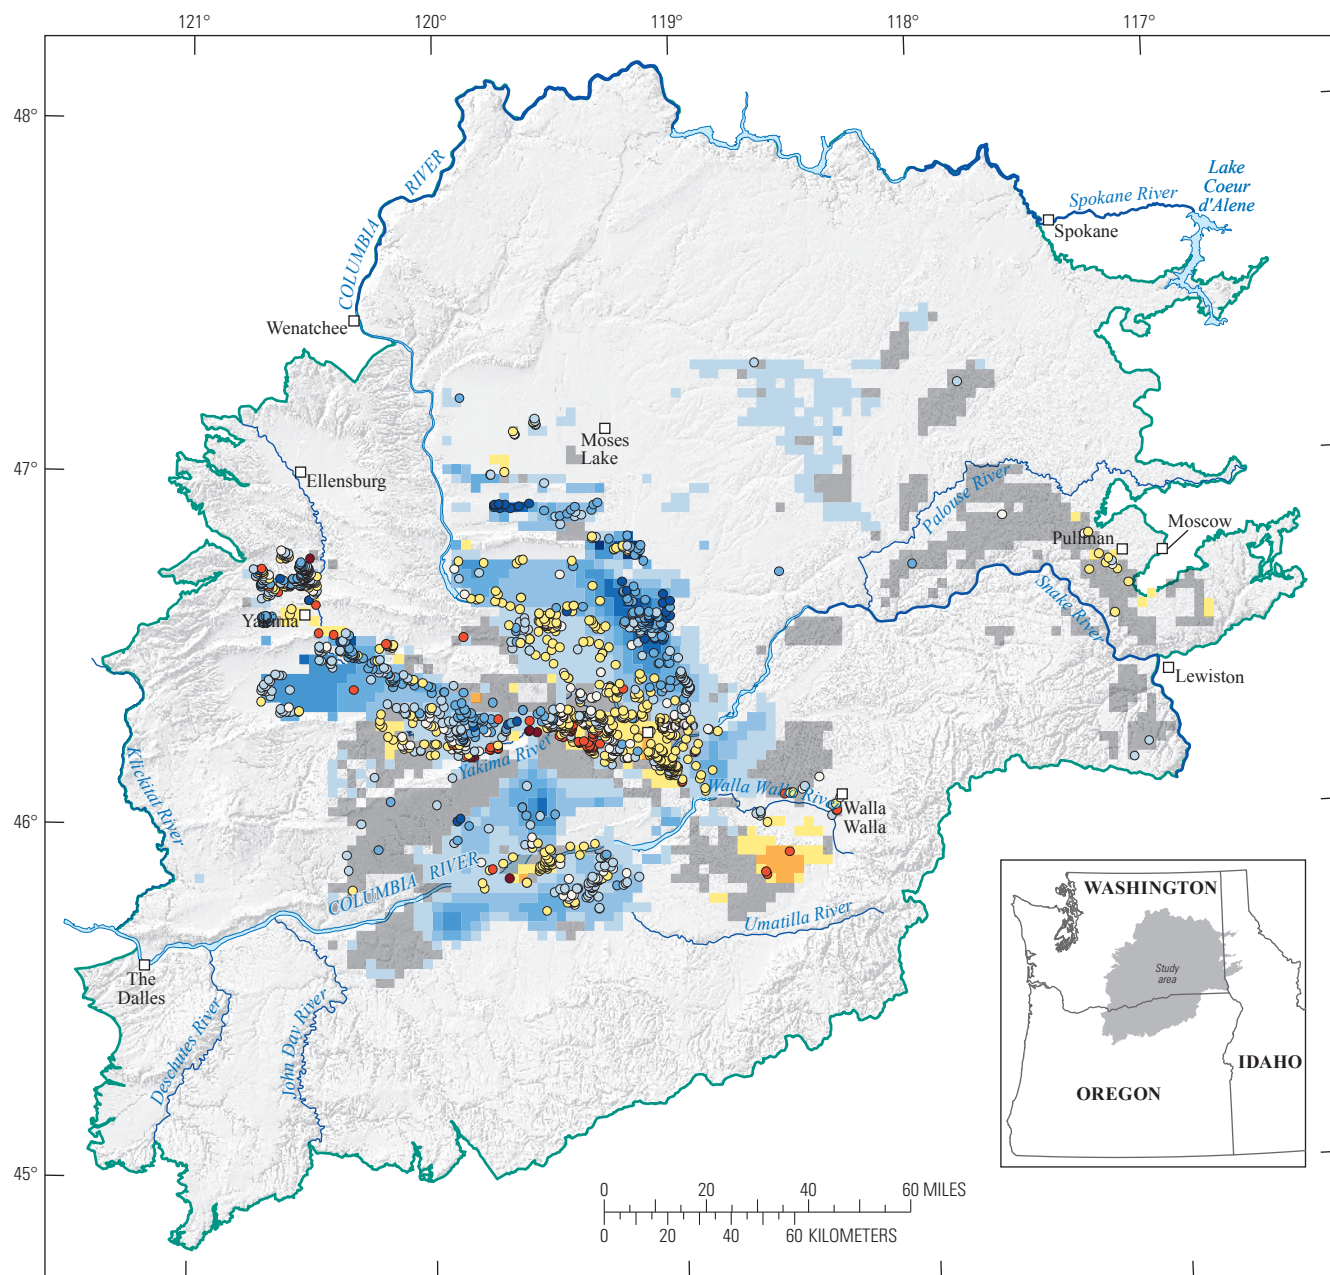 121°
120°
119°
118°
117°
48°
47°
46°
45°
COLUMBIA RIVER
Spokane River
Lake
Coeur
d'Alene
Spokane
Wenatchee
Moses
Lake
Ellensburg
Palouse River
Pullman
Moscow
Snake River
Yakima
Lewiston
Klickitat River
Yakima River
Walla Walla River
Walla
Walla
COLUMBIA RIVER
Umatilla River
The
Dalles
Deschutes River
John Day River
WASHINGTON
Study
area
IDAHO
OREGON
0 20 40 60 MILES
0 20 40 60 KILOMETERS